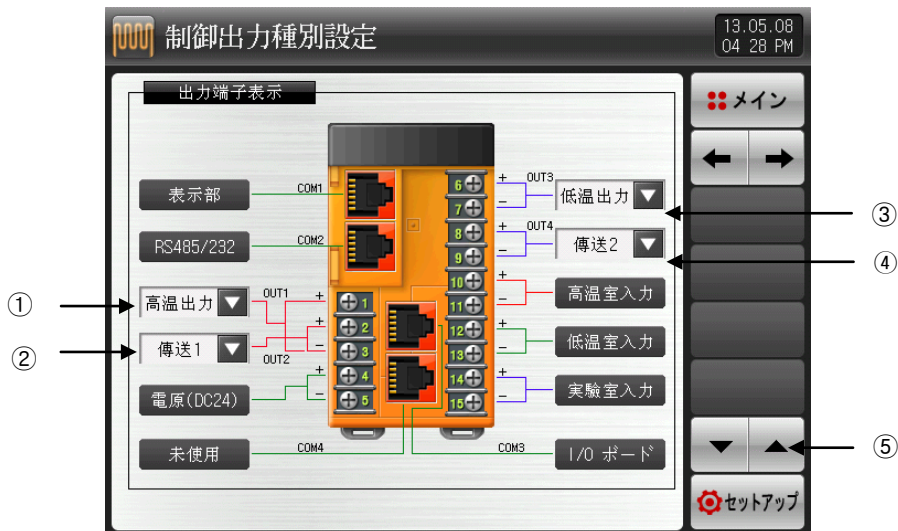 制御出力種別設定
13.05.08
04 28 PM
出力端子表示
メイン
表示部
COM1
RS485/232
COM2
① 高温出力
OUT1
② 傳送1
OUT2
電原(DC24)
未使用
COM4
+ 1
2 +
3 -
+ 4
- 5
+ 6 OUT3
- 7
低温出力 ③
+ 8 OUT4
- 9
傳送2 ④
10 +
11 -
高温室入力
12 +
13 -
低温室入力
14 +
15 -
実験室入力
COM3
I/O ボード
⑤
セットアップ